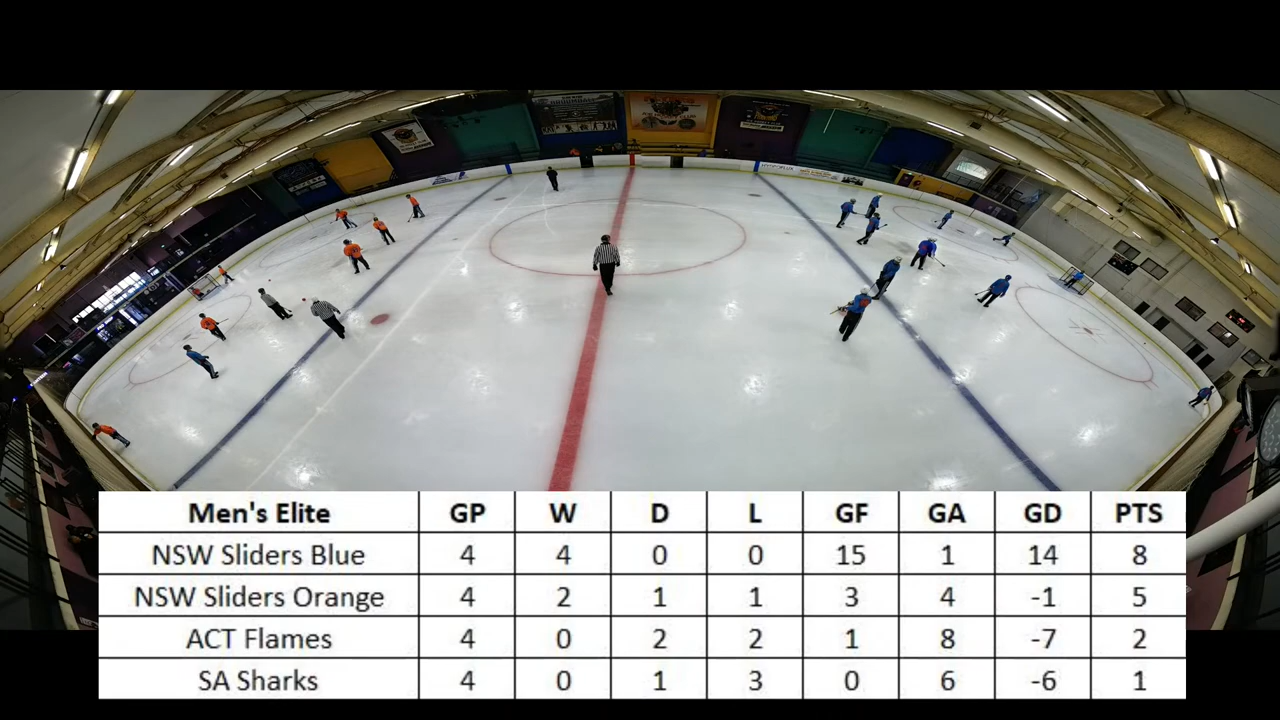 Men's Elite GP W D L GF GA GD PTS
NSW Sliders Blue 4 4 0 0 15 1 14 8
NSW Sliders Orange 4 2 1 1 3 4 -1 5
ACT Flames 4 0 2 2 1 8 -7 2
SA Sharks 4 0 1 3 0 6 -6 1